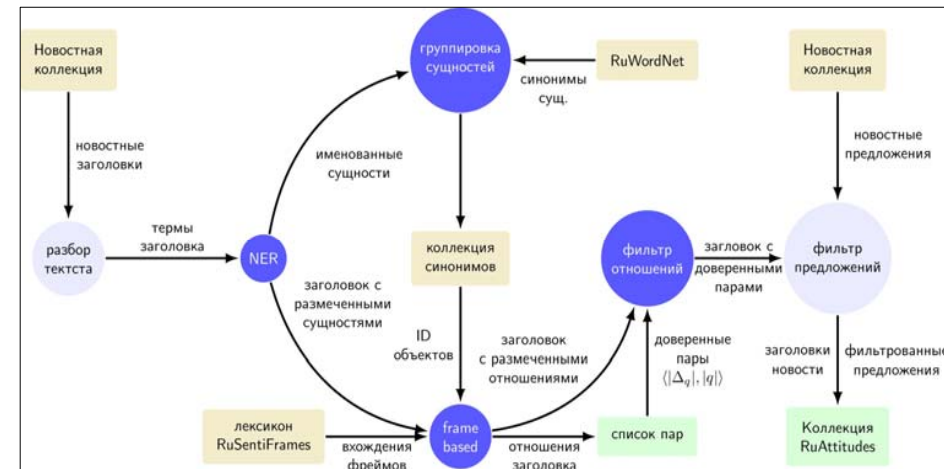 Новостная
коллекция
новостные
заголовки
разбор
тектста
термы
заголовка
NER
именованные
сущности
группировка
сущностей
синонимы
сущ.
RuWordNet
коллекция
синонимов
заголовок с
размеченными
сущностями
ID
объектов
лексикон
RuSentiFrames
вхождения
фреймов
frame
based
заголовок
с размеченными
отношениями
отношения
заголовка
список пар
доверенные
пары
⟨|Δq|, |q|⟩
фильтр
отношений
загловок с
доверенными
парами
Новостная
коллекция
новостные
предложения
фильтр
предложений
заголовки
новости
фильтрованные
предложения
Коллекция
RuAttitudes